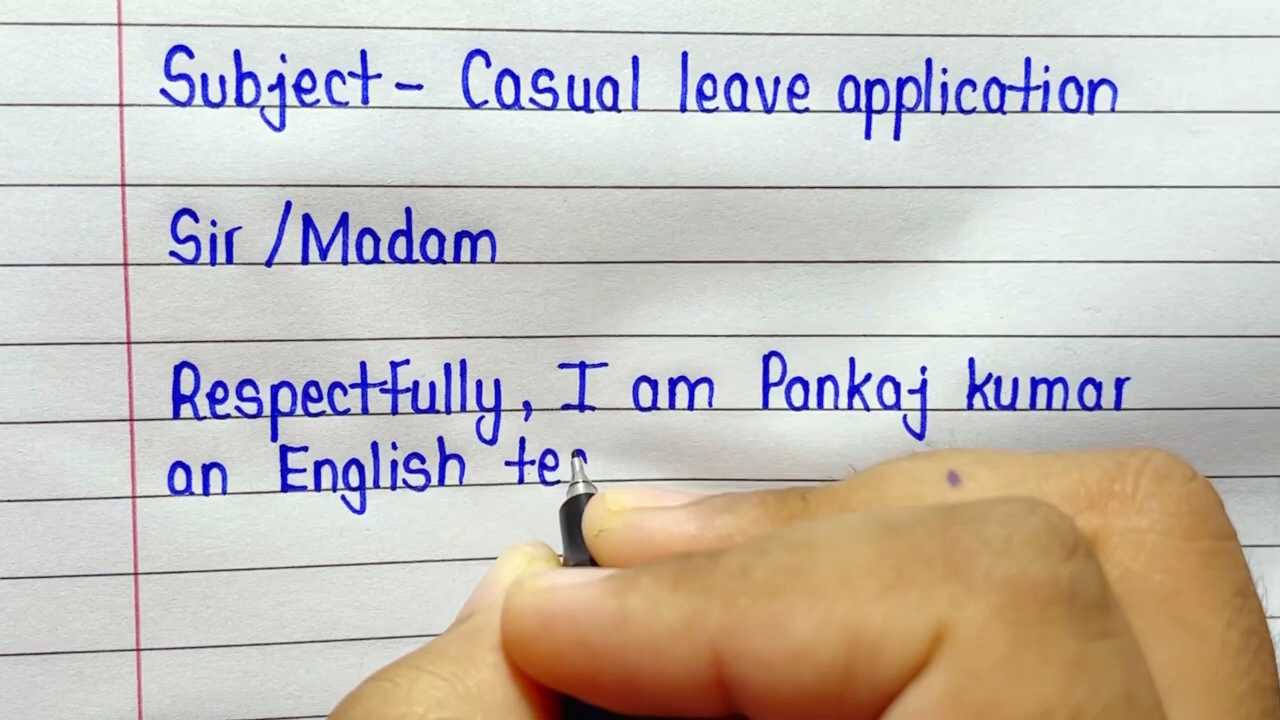 Subject - Casual leave application
Sir /Madam
Respectfully, I am Pankaj kumar
an English